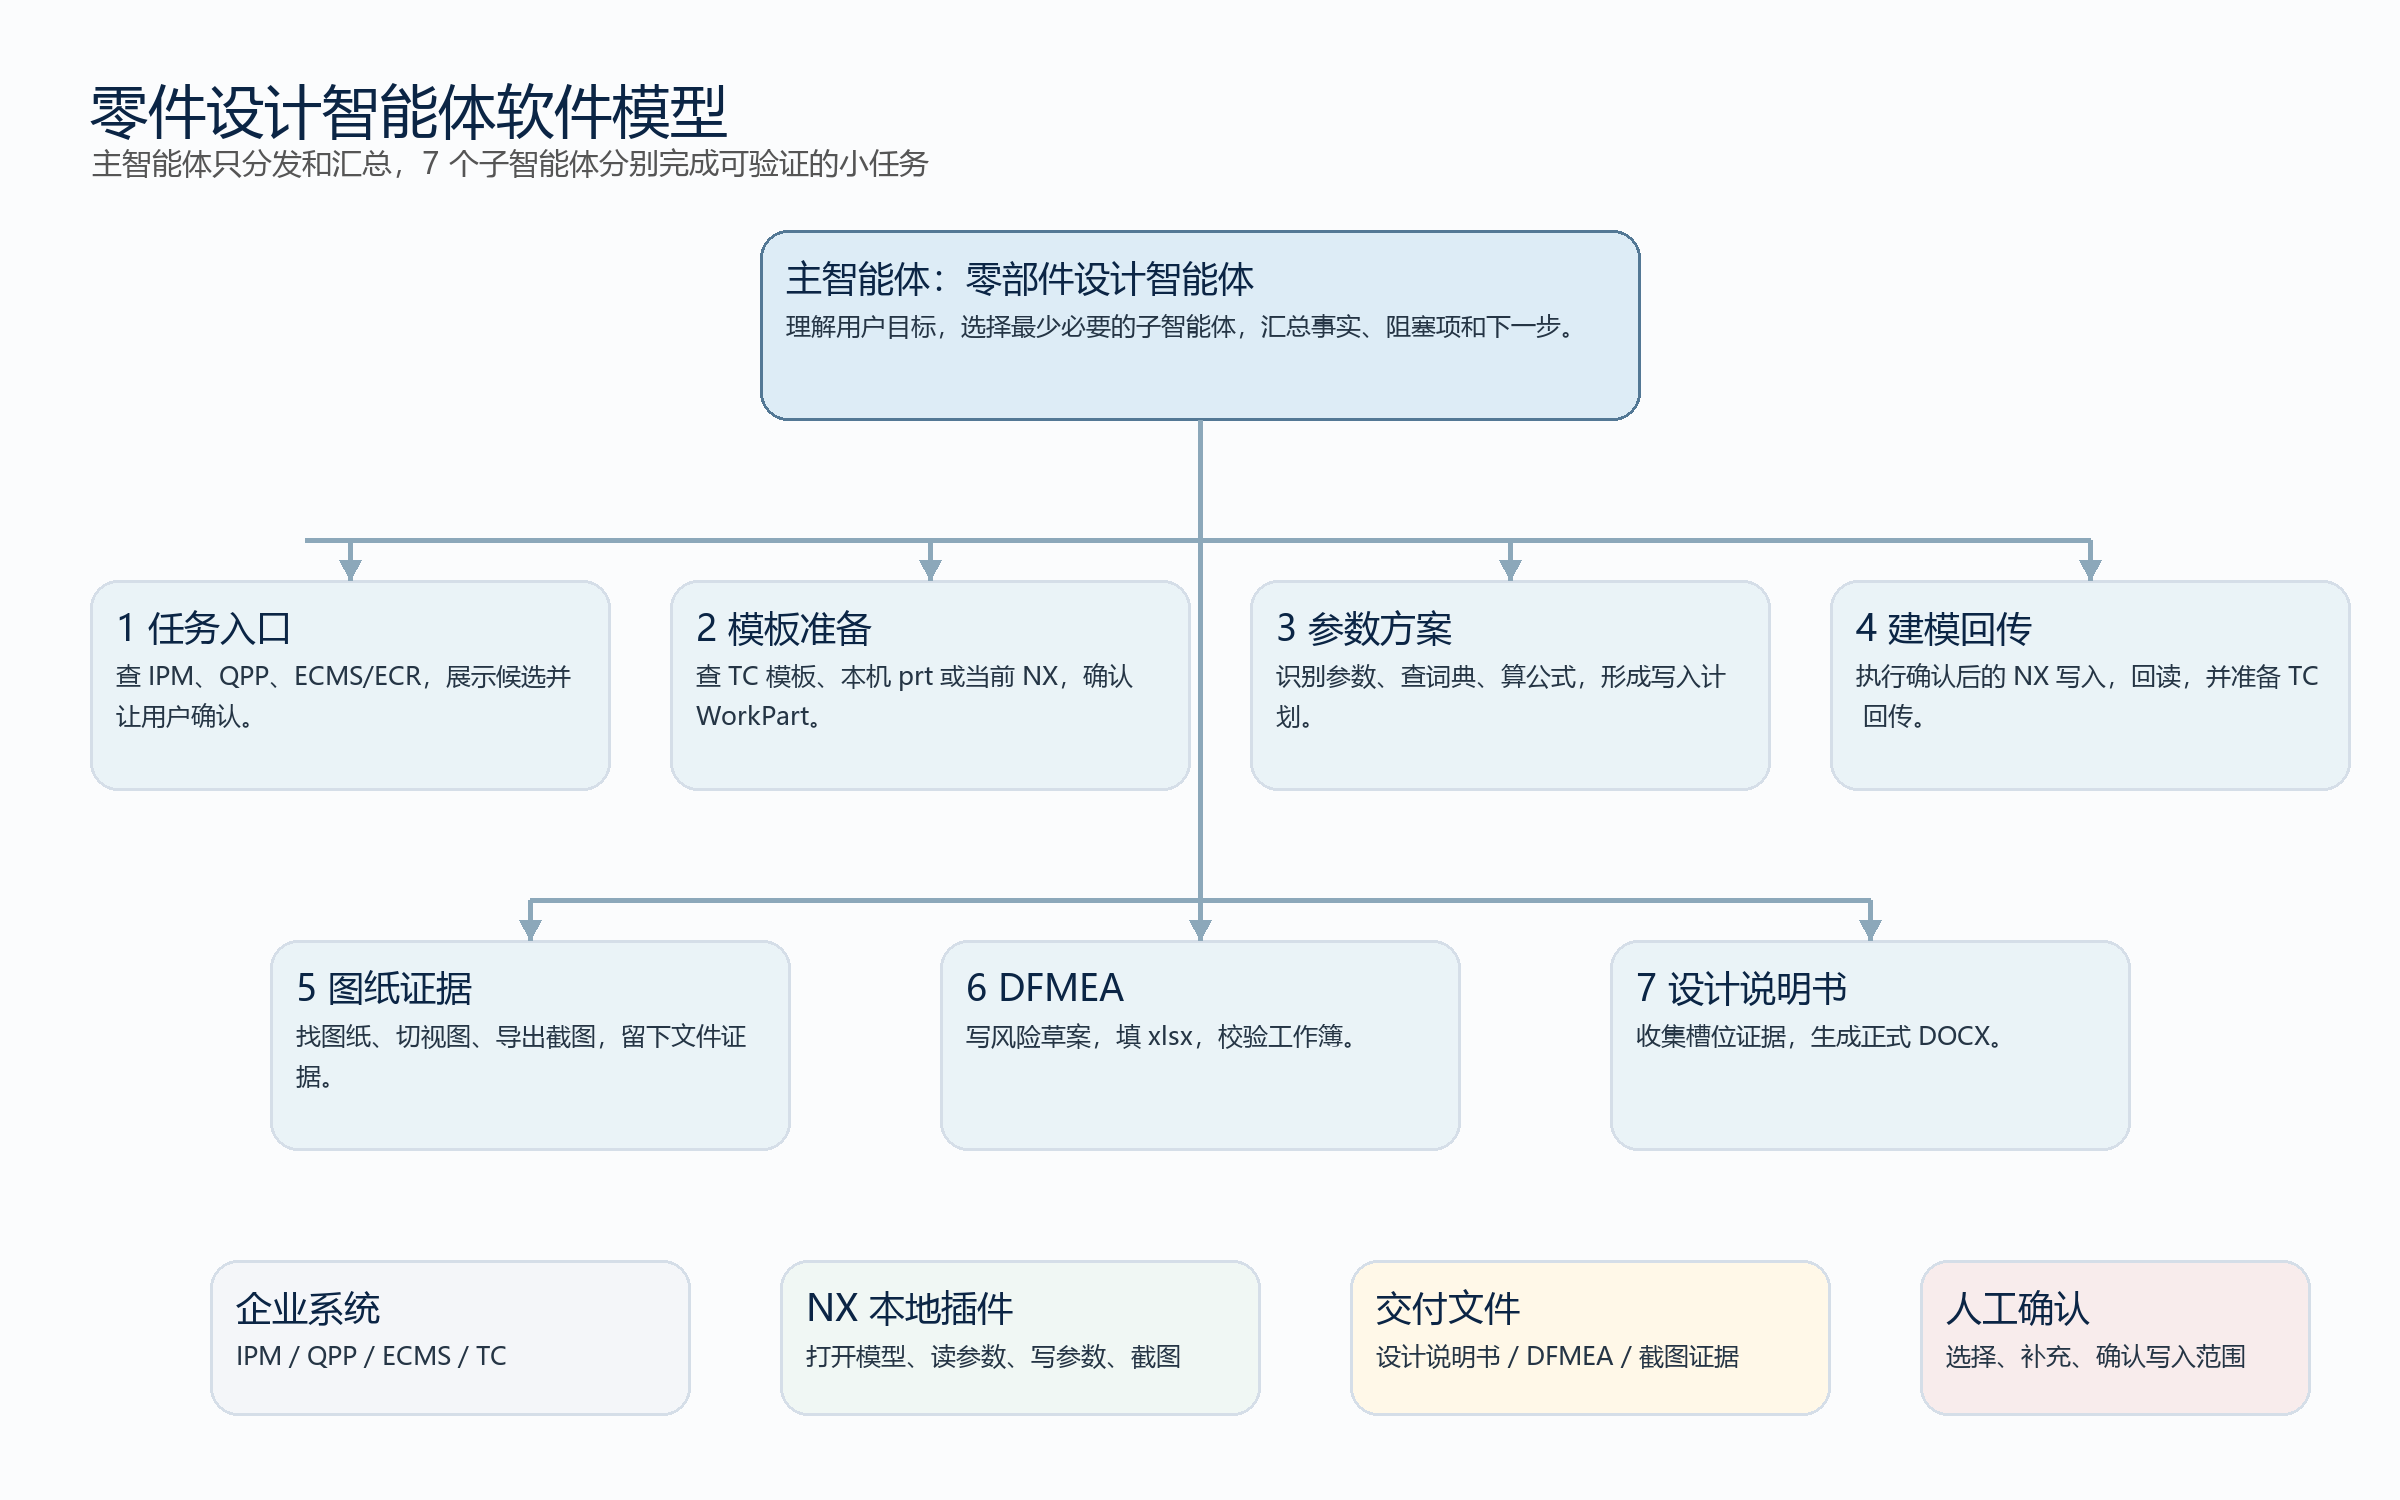 零件设计智能体软件模型
主智能体只分发和汇总，7 个子智能体分别完成可验证的小任务
主智能体：零部件设计智能体
理解用户目标，选择最少必要的子智能体，汇总事实、阻塞项和下一步。
1 任务入口
查 IPM、QPP、ECMS/ECR，展示候选并
让用户确认。
2 模板准备
查 TC 模板、本机 prt 或当前 NX，确认
WorkPart。
3 参数方案
识别参数、查词典、算公式，形成写入计
划。
4 建模回传
执行确认后的 NX 写入，回读，并准备 TC
回传。
5 图纸证据
找图纸、切视图、导出截图，留下文件证
据。
6 DFMEA
写风险草案，填 xlsx，校验工作簿。
7 设计说明书
收集槽位证据，生成正式 DOCX。
企业系统
IPM / QPP / ECMS / TC
NX 本地插件
打开模型、读参数、写参数、截图
交付文件
设计说明书 / DFMEA / 截图证据
人工确认
选择、补充、确认写入范围